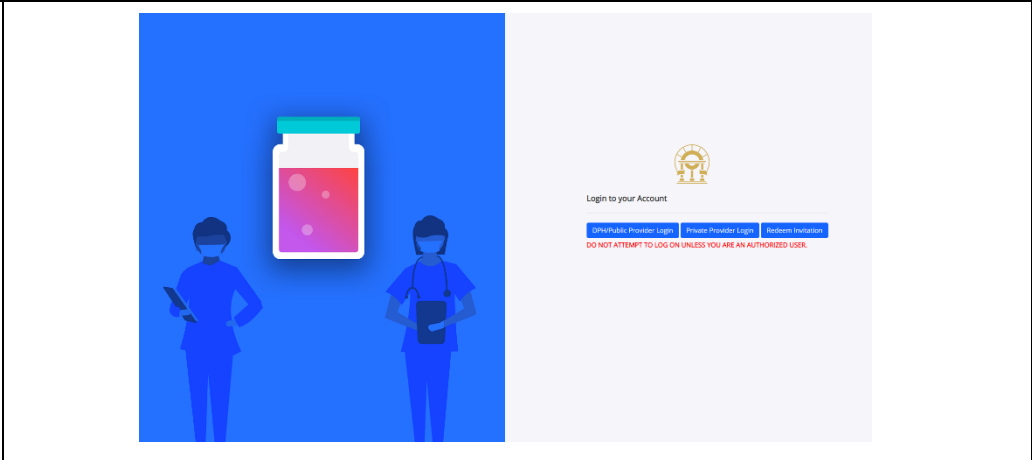 Login to your Account
DPH/Public Provider Login Private Provider Login Redeem Invitation
DO NOT ATTEMPT TO LOG ON UNLESS YOU ARE AN AUTHORIZED USER.